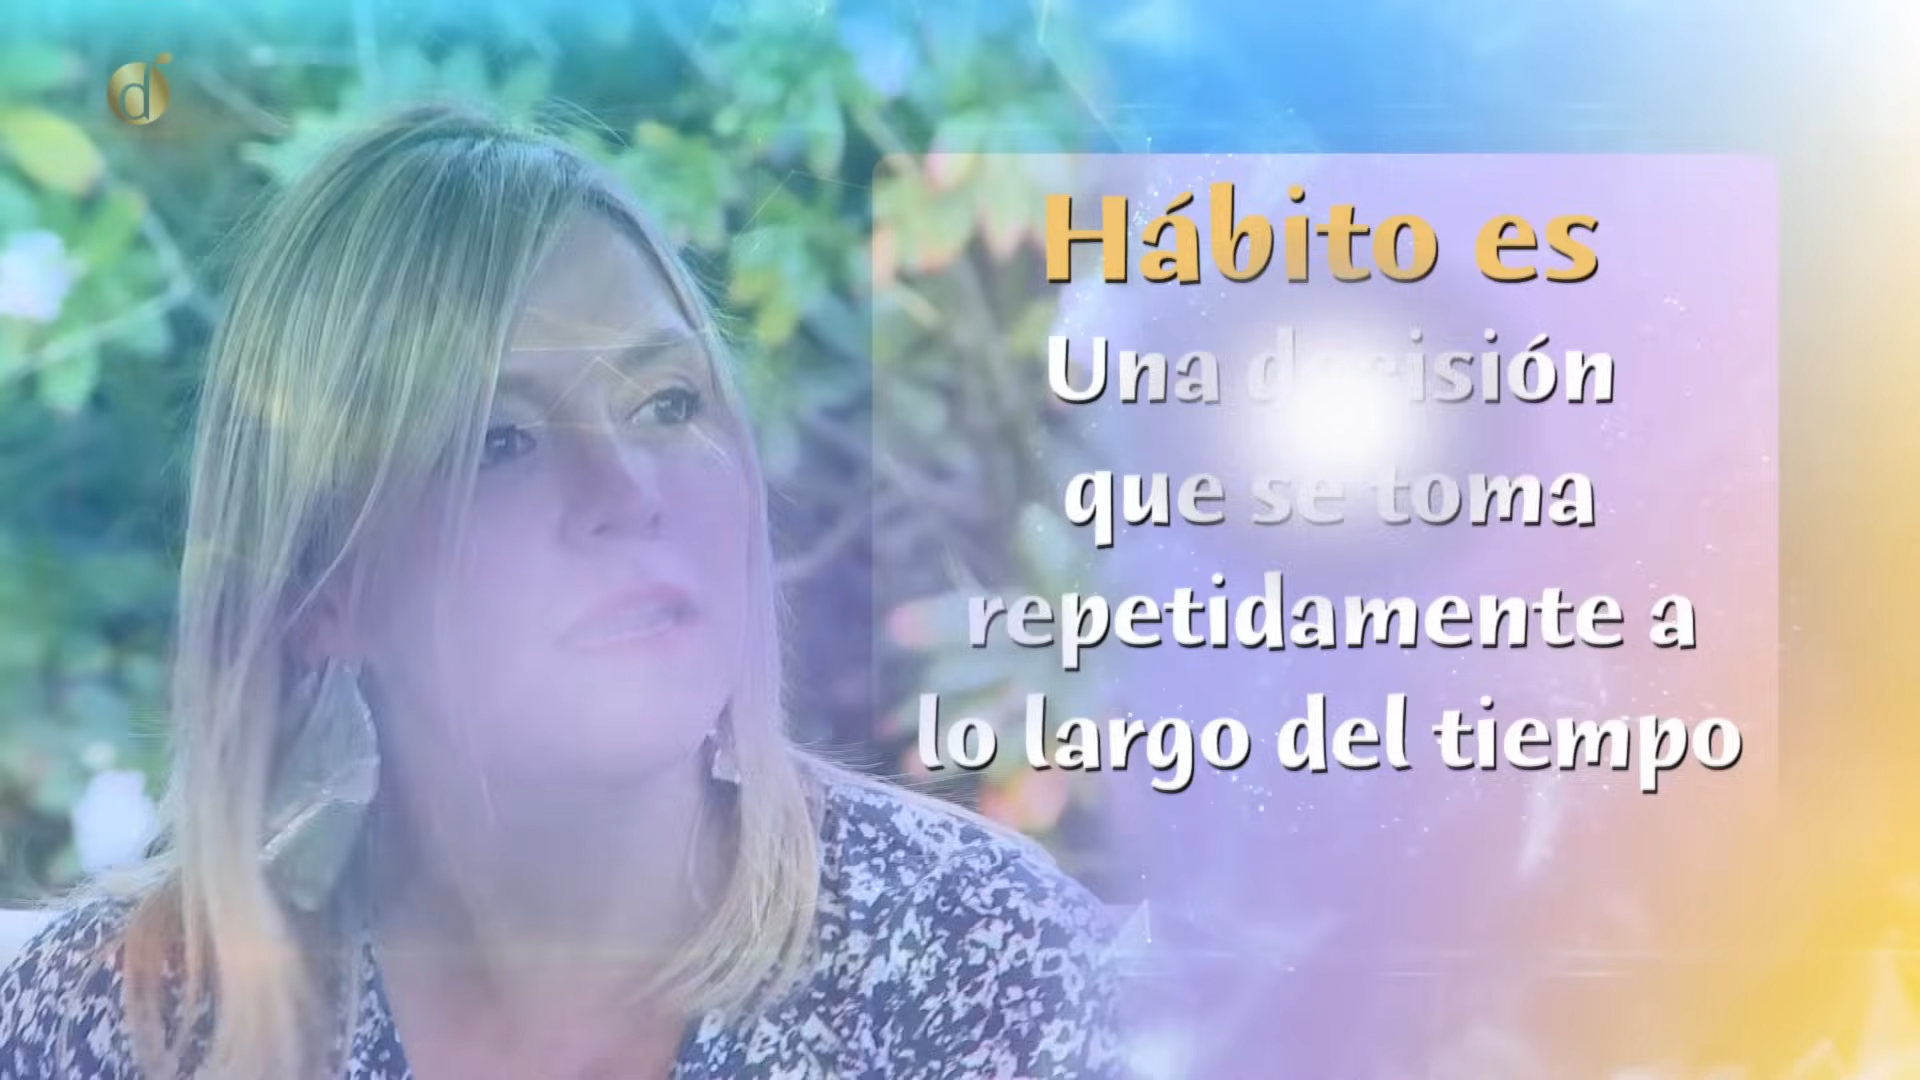 d
Hábito es
Una decisión
que se toma
repetidamente a
lo largo del tiempo